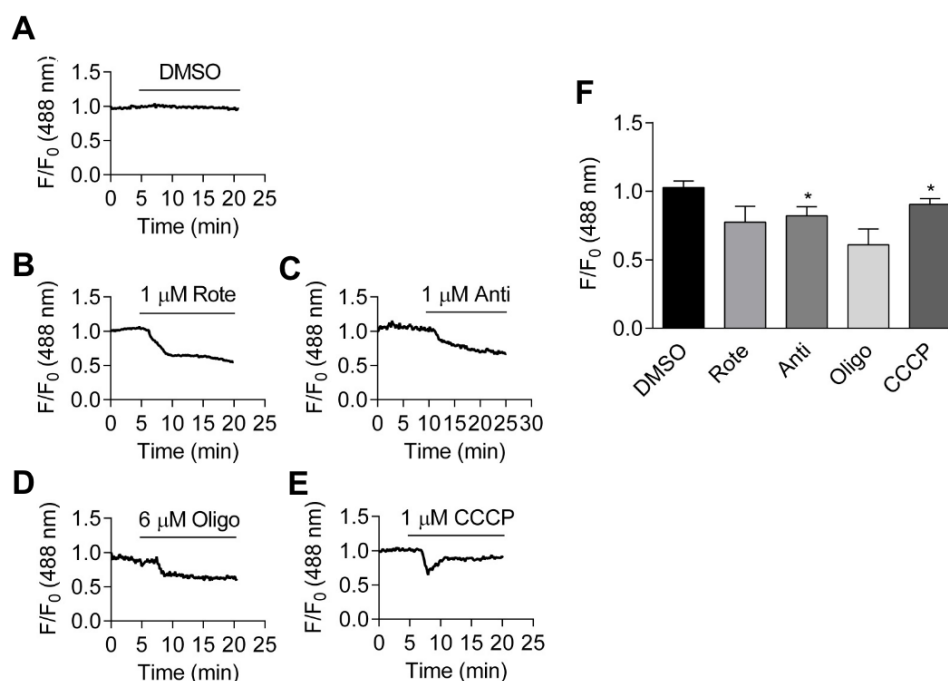 A
DMSO
F/F0 (488 nm)
1.5
1.0
0.5
0.0
0 5 10 15 20 25
Time (min)
B
1 μM Rote
F/F0 (488 nm)
1.5
1.0
0.5
0.0
0 5 10 15 20 25
Time (min)
C
1 μM Anti
F/F0 (488 nm)
1.5
1.0
0.5
0.0
0 5 10 15 20 25 30
Time (min)
D
6 μM Oligo
F/F0 (488 nm)
1.5
1.0
0.5
0.0
0 5 10 15 20 25
Time (min)
E
1 μM CCCP
F/F0 (488 nm)
1.5
1.0
0.5
0.0
0 5 10 15 20 25
Time (min)
F
F/F0 (488 nm)
1.5
1.0
0.5
0.0
* *
DMSO Rote Anti Oligo CCCP